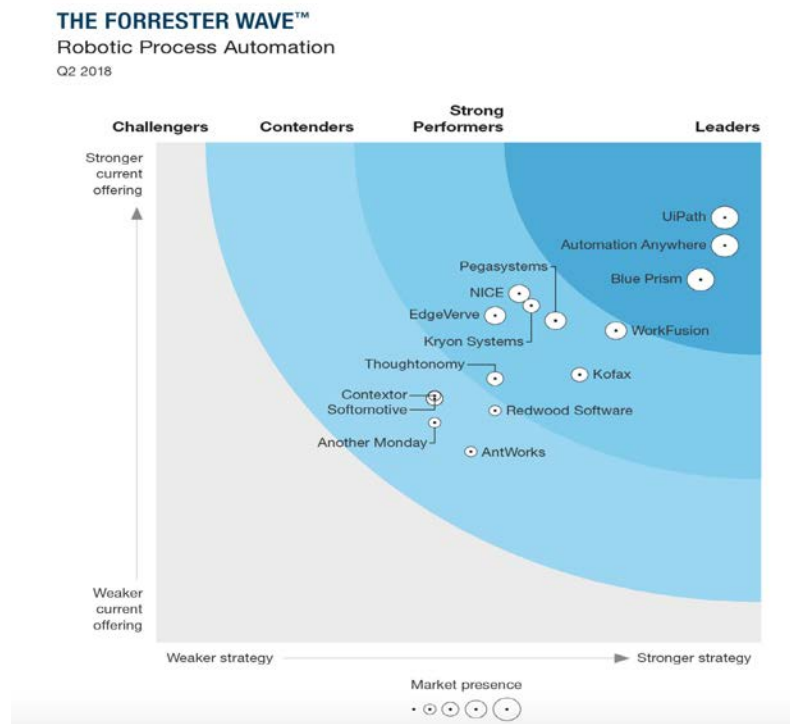 THE FORRESTER WAVE™
Robotic Process Automation
Q2 2018
Challengers
Contenders
Strong
Performers
Leaders
Stronger
current
offering
UiPath
Automation Anywhere
Pegasystems
Blue Prism
NICE
EdgeVerve
WorkFusion
Kryon Systems
Thoughtonomy
Kofax
Contextor
Softomotive
Redwood Software
Another Monday
AntWorks
Weaker
current
offering
Weaker strategy
Stronger strategy
Market presence